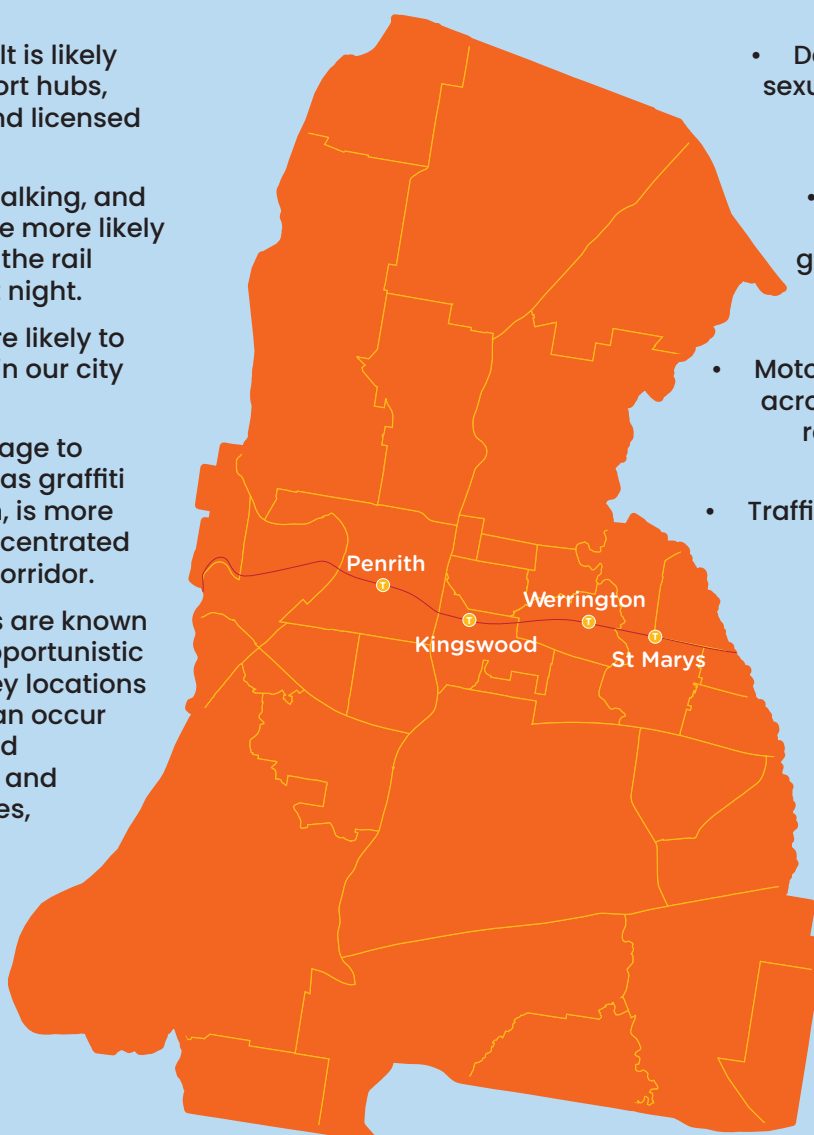 lt is likely
ort hubs,
nd licensed
alking, and
e more likely
the rail
t night.
re likely to
in our city
age to
as graffiti
n, is more
centrated
orridor.
s are known
pportunistic
ey locations
an occur
d
and
es,
Penrith
Kingswood
Werrington
St Marys
T
T
T
T
• D
sexu
•
g
• Moto
acro
r
• Traffi